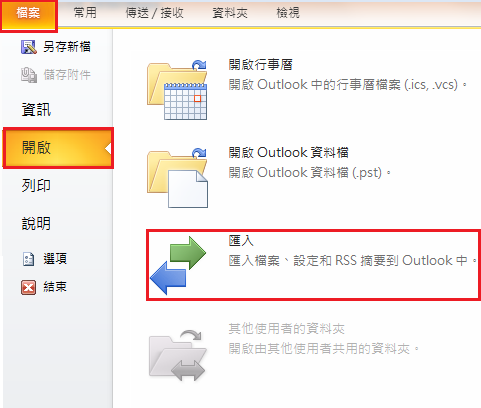 檔案 常用 傳送 / 接收 資料夾 檢視
另存新檔
儲存附件
資訊
開啟
列印
說明
選項
結束
開啟行事曆
開啟 Outlook 中的行事曆檔案 (.ics, .vcs)。
開啟 Outlook 資料檔
開啟 Outlook 資料檔 (.pst)。
匯入
匯入檔案、設定和 RSS 摘要到 Outlook 中。
其他使用者的資料夾
開啟由其他使用者共用的資料夾。